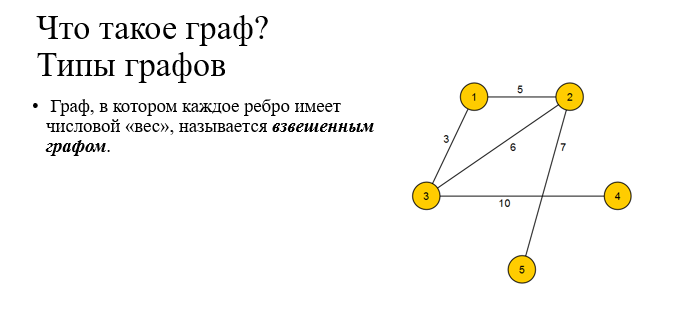 Что такое граф?
Типы графов
• Граф, в котором каждое ребро имеет
числовой «вес», называется взвешенным
графом.
1
5
2
3
6
7
3
10
4
5